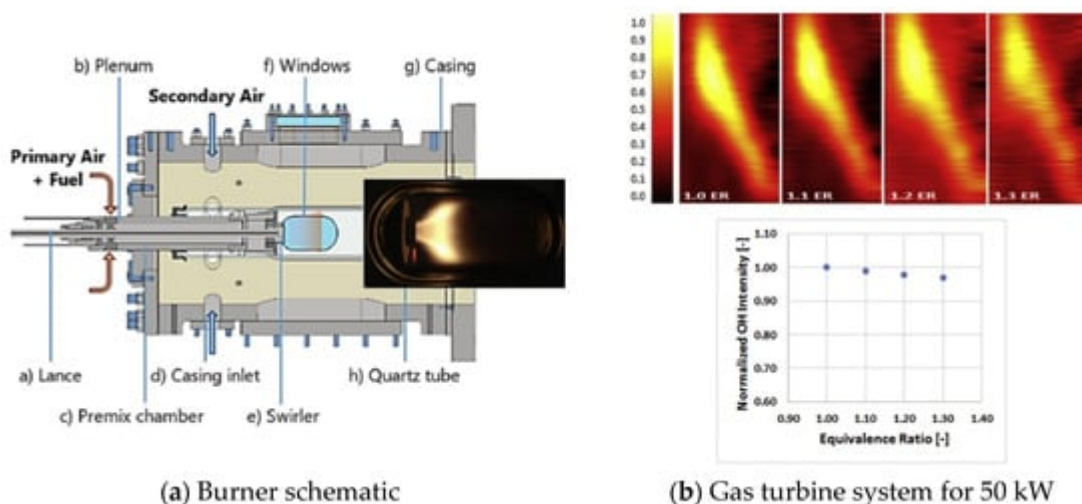 b) Plenum
f) Windows
g) Casing
Secondary Air
Primary Air
+ Fuel
a) Lance
d) Casing inlet
h) Quartz tube
c) Premix chamber
e) Swirler
(a) Burner schematic
1.0
0.9
0.8
0.7
0.6
0.5
0.4
0.3
0.2
0.1
0.0
1.0 ER
1.1 ER
1.2 ER
1.3 ER
Normalized OH Intensity [-]
1.10
1.00
0.90
0.80
0.70
0.60
0.90 1.00 1.10 1.20 1.30 1.40
Equivalence Ratio [-]
(b) Gas turbine system for 50 kW